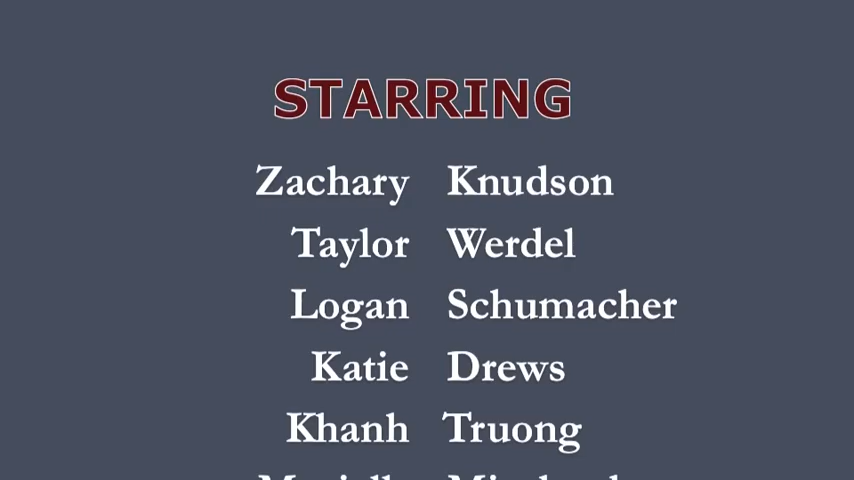 STARRING
Zachary Knudson
Taylor Werdel
Logan Schumacher
Katie Drews
Khanh Truong